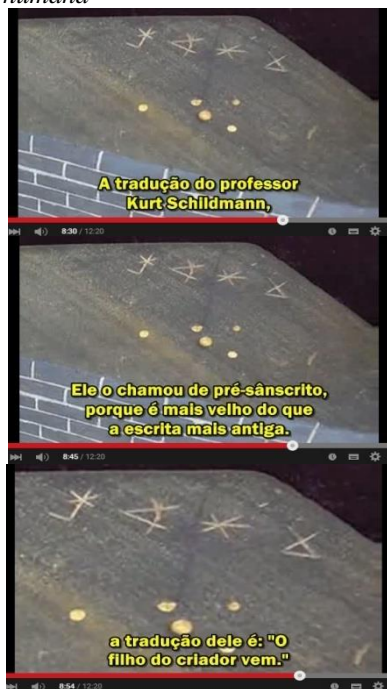 humana
A tradução do professor
Kurt Schildmann,
8:30 / 12:20
Ele o chamou de pré-sânscrito,
porque é mais velho do que
a escrita mais antiga.
8:45 / 12:20
a tradução dele é: "O
filho do criador vem."
8:54 / 12:20